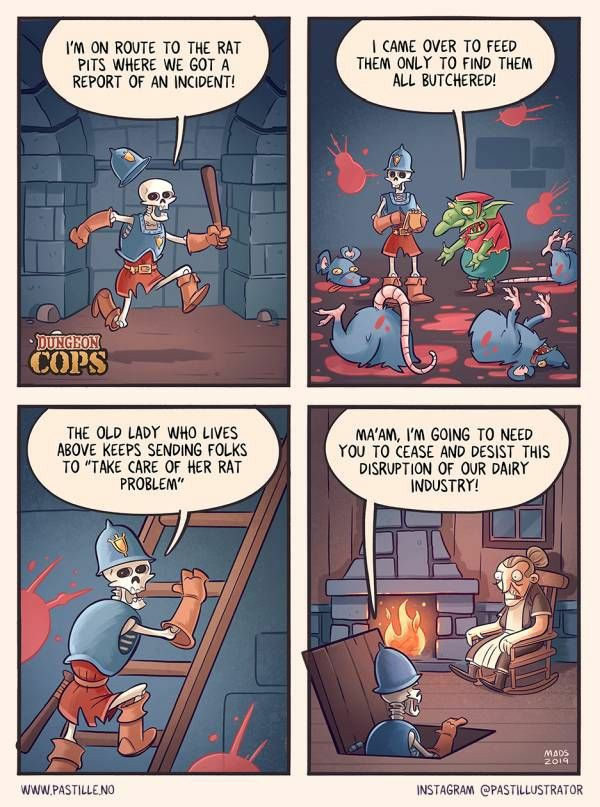 I'M ON ROUTE TO THE RAT
PITS WHERE WE GOT A
REPORT OF AN INCIDENT!
DUNGEON
COPS
I CAME OVER TO FEED
THEM ONLY TO FIND THEM
ALL BUTCHERED!
THE OLD LADY WHO LIVES
ABOVE KEEPS SENDING FOLKS
TO "TAKE CARE OF HER RAT
PROBLEM"
MA'AM, I'M GOING TO NEED
YOU TO CEASE AND DESIST THIS
DISRUPTION OF OUR DAIRY
INDUSTRY!
MADS
2019
WWW.PASTILLE.NO
INSTAGRAM @PASTILLUSTRATOR